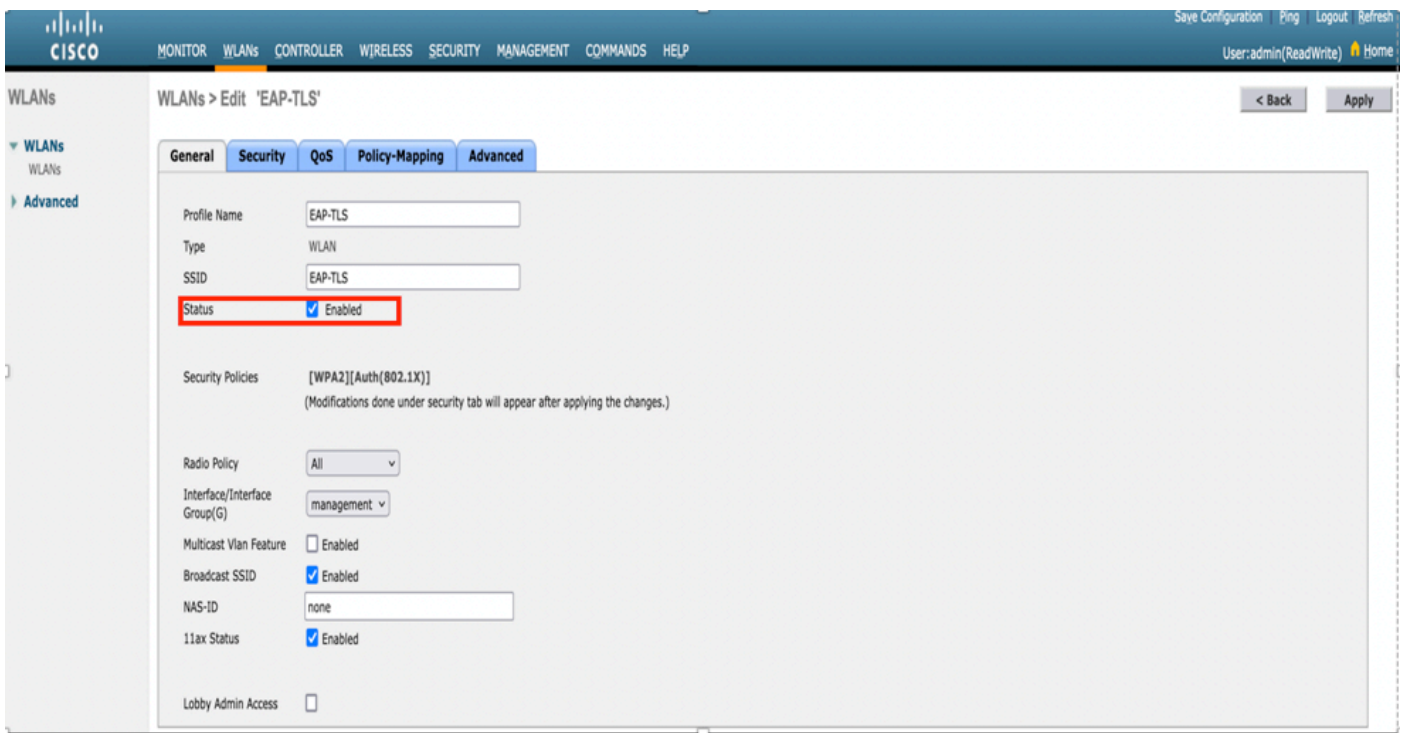 Save Configuration Ping Logout Refresh
CISCO MONITOR WLANs CONTROLLER WIRELESS SECURITY MANAGEMENT COMMANDS HELP User:admin(ReadWrite) Home
WLANs WLANs > Edit 'EAP-TLS' < Back Apply
WLANs
WLANs
Advanced
General Security QoS Policy-Mapping Advanced
Profile Name EAP-TLS
Type WLAN
SSID EAP-TLS
Status Enabled
Security Policies [WPA2][Auth(802.1X)]
(Modifications done under security tab will appear after applying the changes.)
Radio Policy All
Interface/Interface
Group(G) management
Multicast Vlan Feature Enabled
Broadcast SSID Enabled
NAS-ID none
11ax Status Enabled
Lobby Admin Access